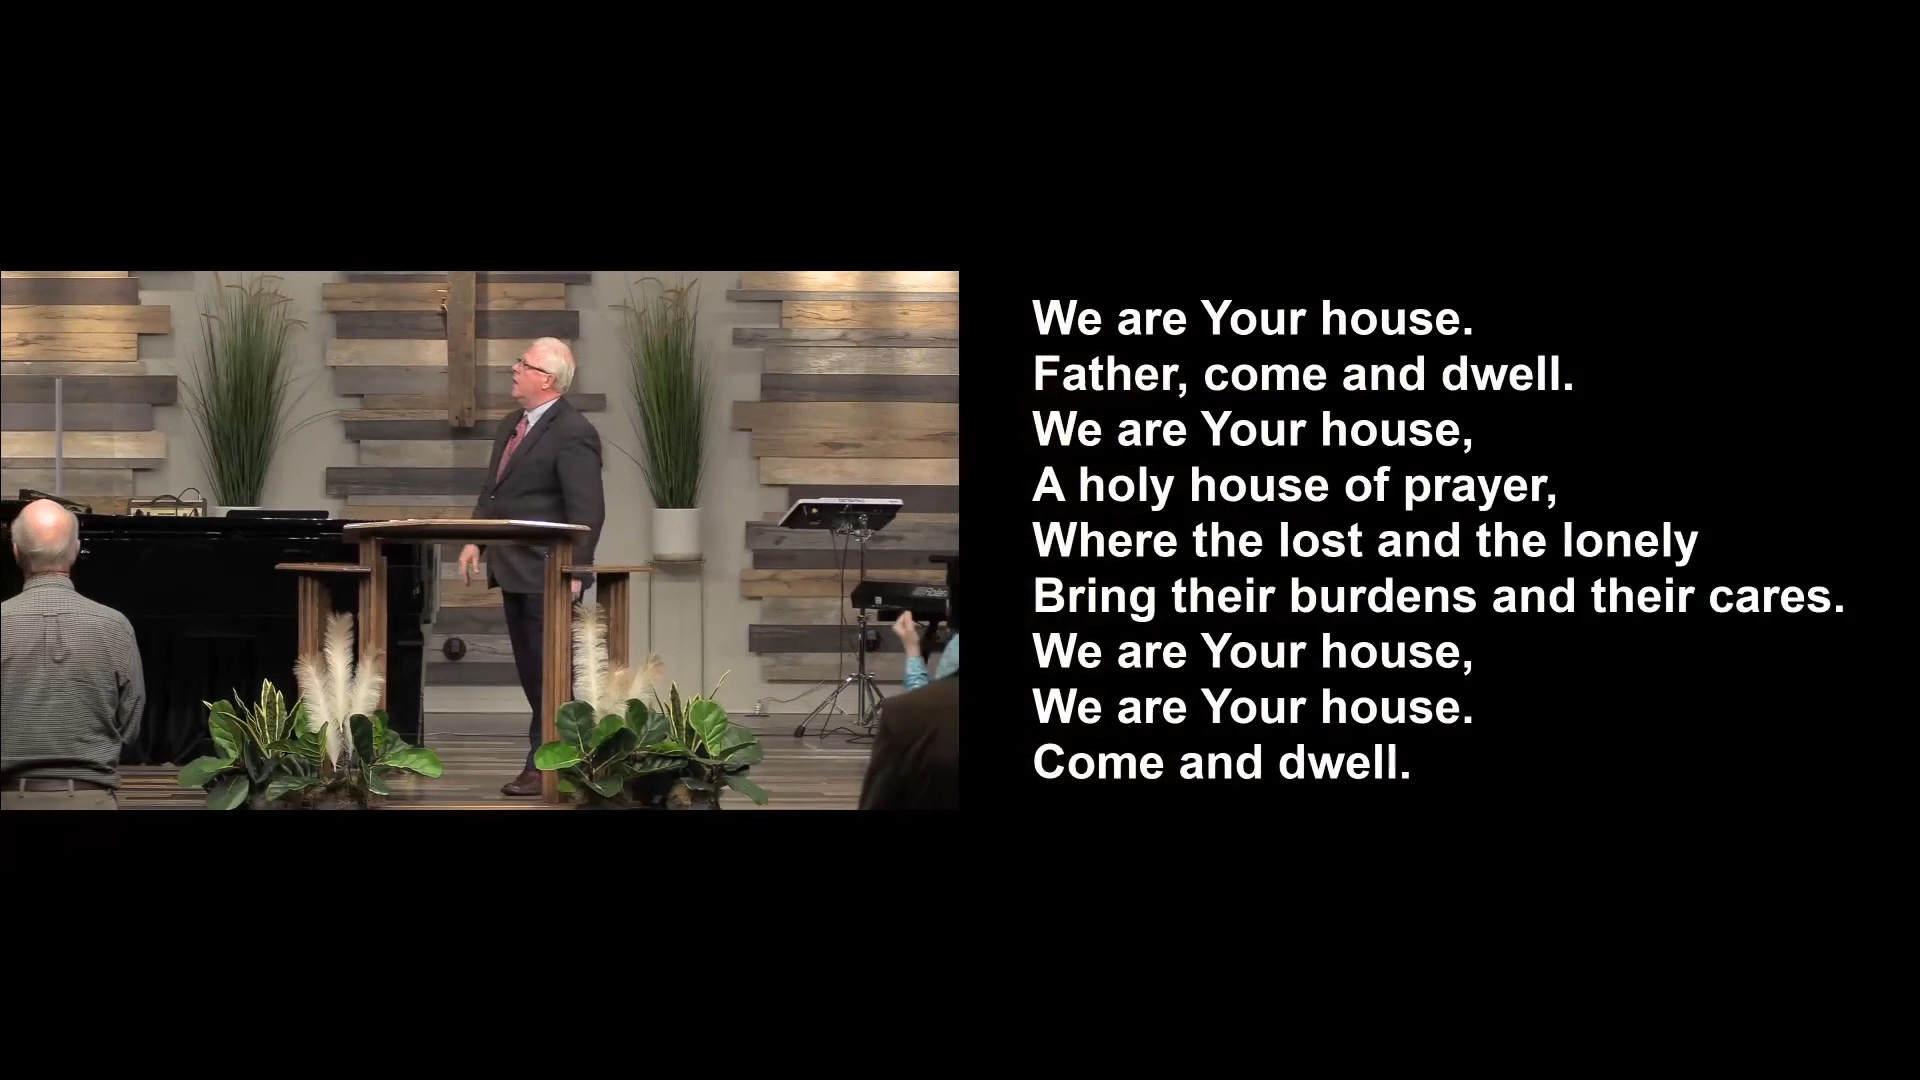 We are Your house.
Father, come and dwell.
We are Your house,
A holy house of prayer,
Where the lost and the lonely
Bring their burdens and their cares.
We are Your house,
We are Your house.
Come and dwell.